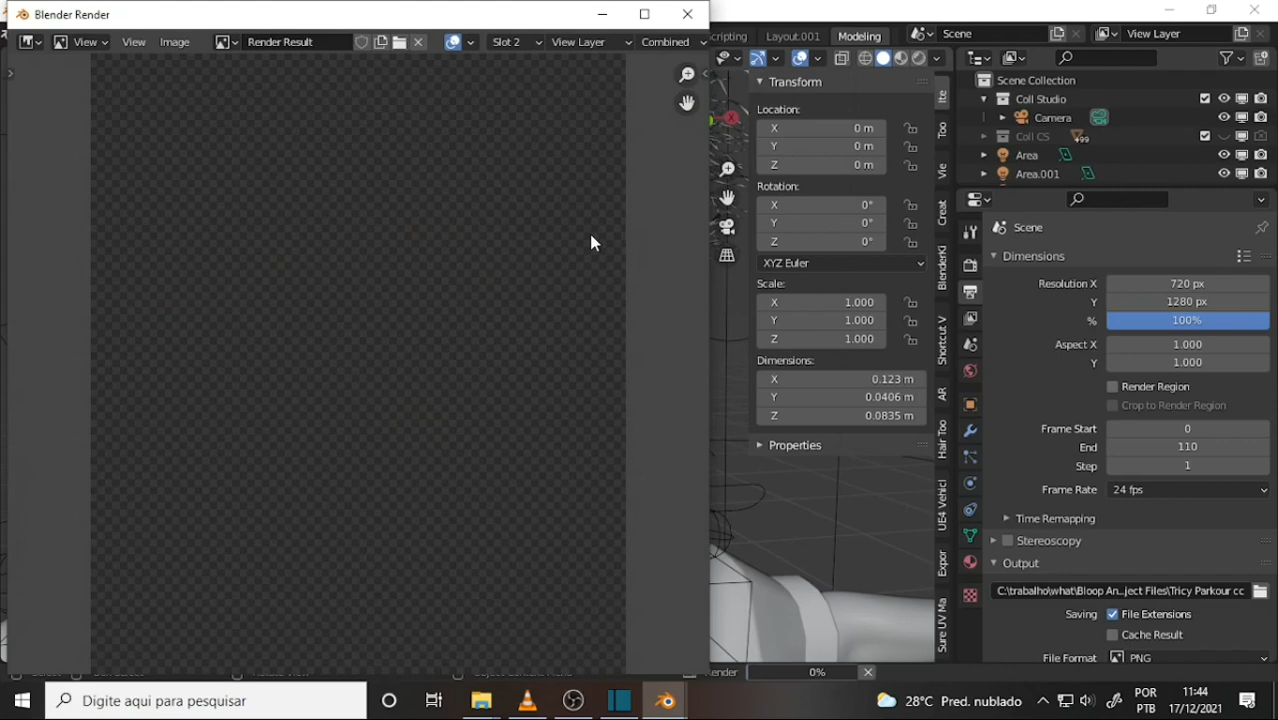 Blender Render
View
View
Image
Render Result
Slot 2
View Layer
Combined
cripting
Layout.001
Modeling
Scene
View Layer
Transform
Location:
X 0 m
Y 0 m
Z 0 m
Rotation:
X 0°
Y 0°
Z 0°
XYZ Euler
Scale:
X 1.000
Y 1.000
Z 1.000
Dimensions:
X 0.123 m
Y 0.0406 m
Z 0.0835 m
Properties
Ite
Too
Vie
Creat
BlenderKi
Shortcut V
AR
Hair Too
UE4 Vehicl
Expor
Sure UV Ma
X
Scene Collection
Coll Studio
Camera
Coll CS
99
Area
Area.001
Scene
Dimensions
Resolution X 720 px
Y 1280 px
% 100%
Aspect X 1.000
Y 1.000
Render Region
Crop to Render Region
Frame Start 0
End 110
Step 1
Frame Rate 24 fps
Time Remapping
Stereoscopy
Output
C:\trabalho\what\Bloop An...ject Files\Tricy Parkour cc
Saving File Extensions
Cache Result
File Format PNG
ender 0%
Digite aqui para pesquisar
28°C Pred. nublado
POR
PTB
11:44
17/12/2021